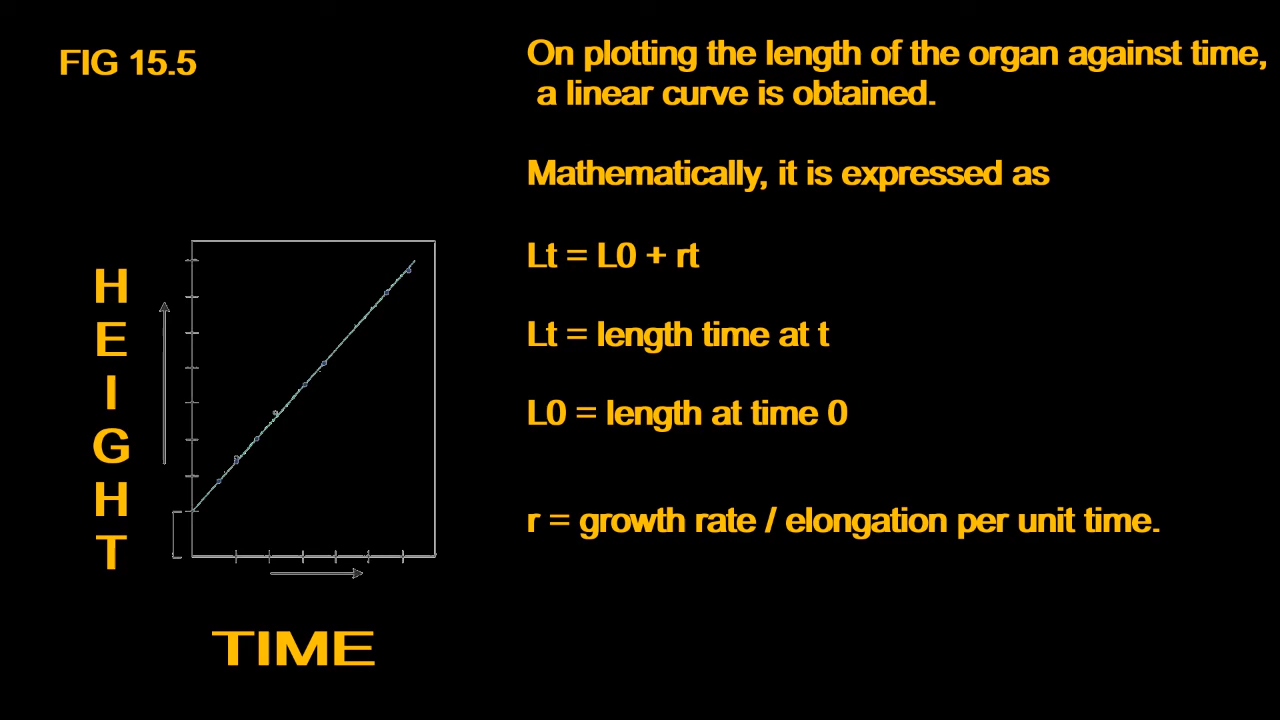 FIG 15.5
On plotting the length of the organ against time,
a linear curve is obtained.
Mathematically, it is expressed as
Lt = L0 + rt
Lt = length time at t
L0 = length at time 0
r = growth rate / elongation per unit time.
HEIGHT
TIME